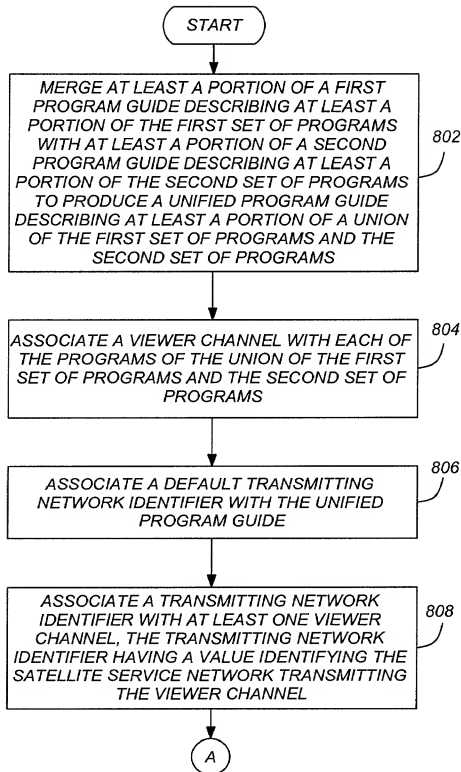 START
MERGE AT LEAST A PORTION OF A FIRST
PROGRAM GUIDE DESCRIBING AT LEAST A
PORTION OF THE FIRST SET OF PROGRAMS
WITH AT LEAST A PORTION OF A SECOND
PROGRAM GUIDE DESCRIBING AT LEAST A
PORTION OF THE SECOND SET OF PROGRAMS
TO PRODUCE A UNIFIED PROGRAM GUIDE
DESCRIBING AT LEAST A PORTION OF A UNION
OF THE FIRST SET OF PROGRAMS AND THE
SECOND SET OF PROGRAMS
802
ASSOCIATE A VIEWER CHANNEL WITH EACH OF
THE PROGRAMS OF THE UNION OF THE FIRST
SET OF PROGRAMS AND THE SECOND SET OF
PROGRAMS
804
ASSOCIATE A DEFAULT TRANSMITTING
NETWORK IDENTIFIER WITH THE UNIFIED
PROGRAM GUIDE
806
ASSOCIATE A TRANSMITTING NETWORK
IDENTIFIER WITH AT LEAST ONE VIEWER
CHANNEL, THE TRANSMITTING NETWORK
IDENTIFIER HAVING A VALUE IDENTIFYING THE
SATELLITE SERVICE NETWORK TRANSMITTING
THE VIEWER CHANNEL
808
A